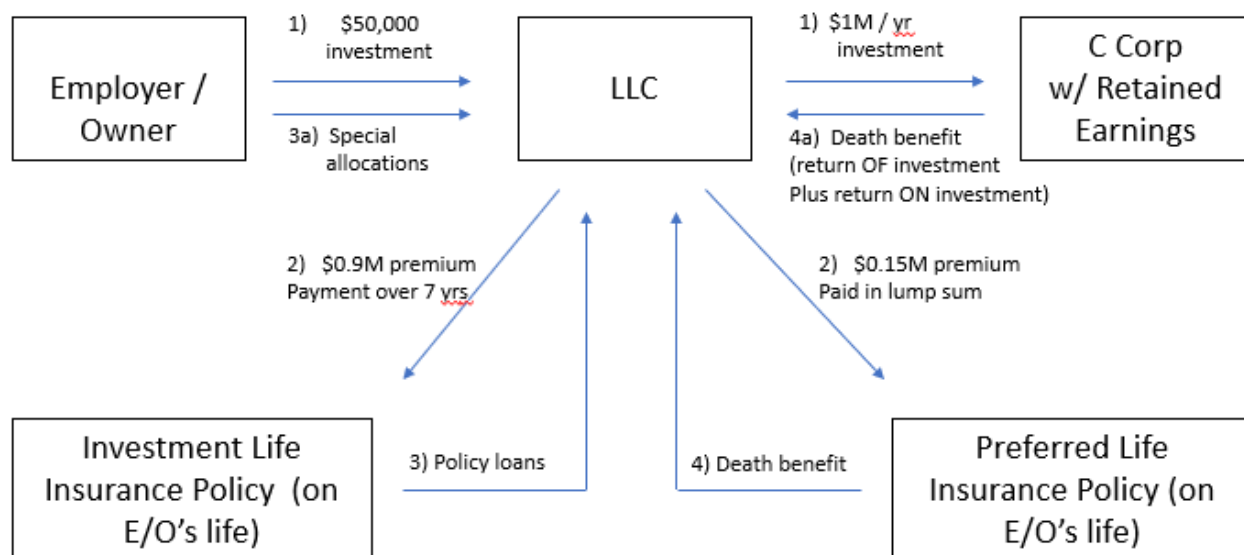 Employer /
Owner
1) $50,000
investment
3a) Special
allocations
LLC
1) $1M / yr
investment
4a) Death benefit
(return OF investment
Plus return ON investment)
C Corp
w/ Retained
Earnings
2) $0.9M premium
Payment over 7 yrs
2) $0.15M premium
Paid in lump sum
Investment Life
Insurance Policy (on
E/O’s life)
3) Policy loans
4) Death benefit
Preferred Life
Insurance Policy (on
E/O’s life)